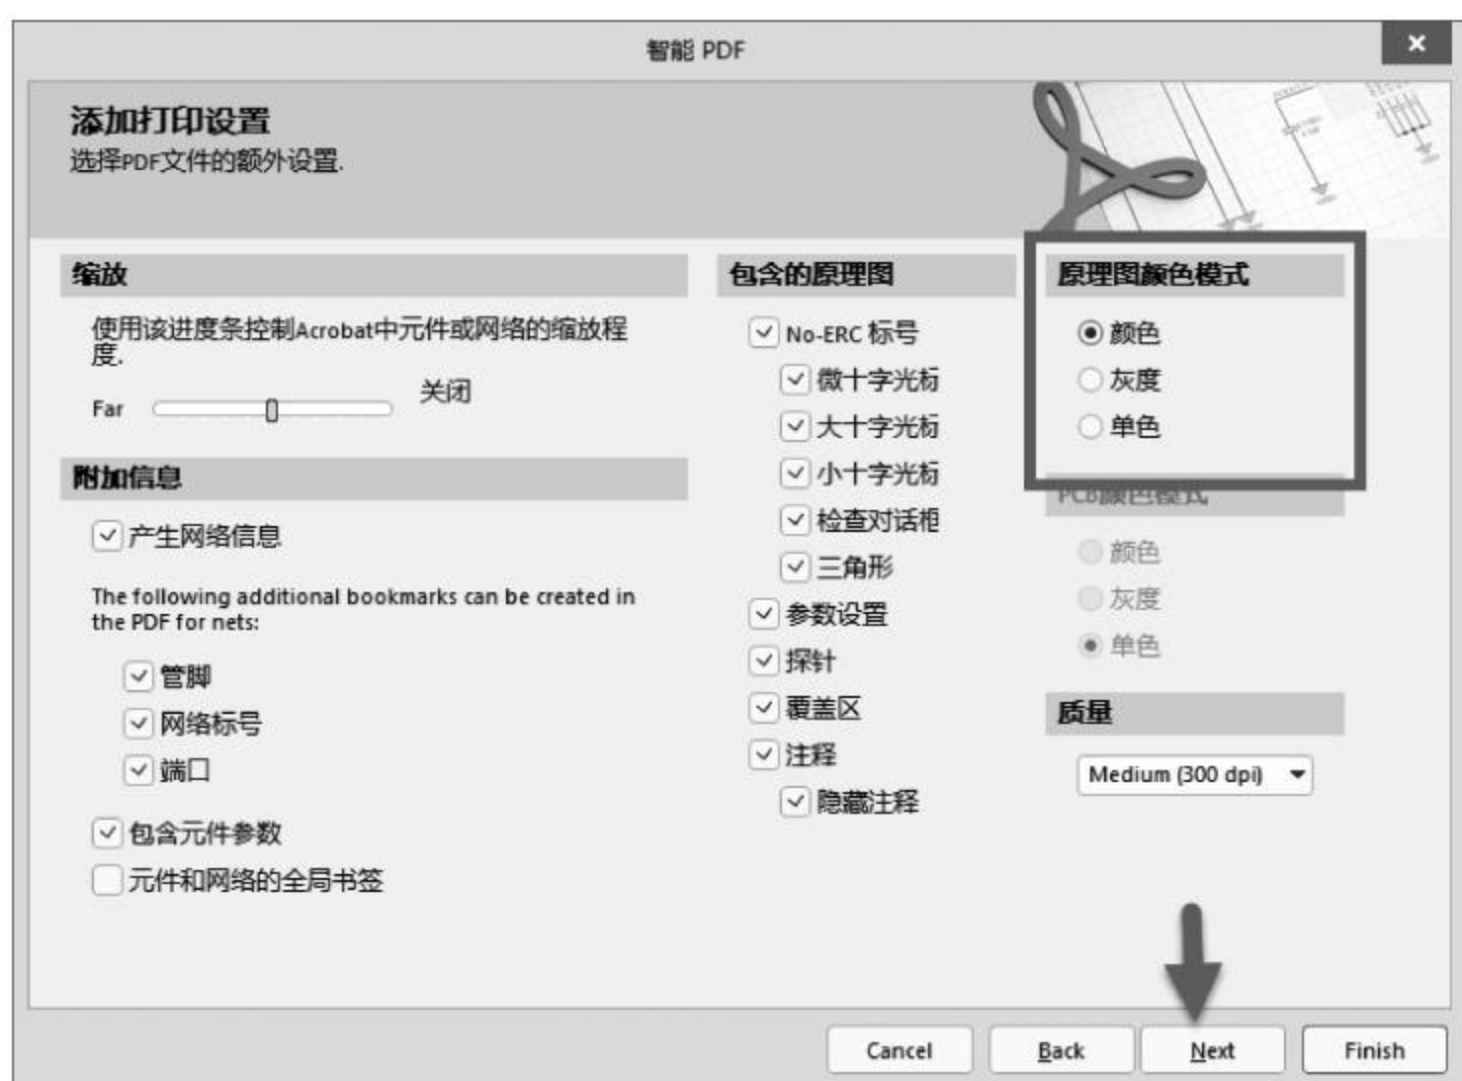 智能 PDF
添加打印设置
选择PDF文件的额外设置.
缩放
使用该进度条控制Acrobat中元件或网络的缩放程
度.
Far
关闭
附加信息
产生网络信息
The following additional bookmarks can be created in
the PDF for nets:
管脚
网络标号
端口
包含元件参数
元件和网络的全局书签
包含的原理图
No-ERC 标号
微十字光标
大十字光标
小十字光标
检查对话框
三角形
参数设置
探针
覆盖区
注释
隐藏注释
原理图颜色模式
颜色
灰度
单色
PCB颜色模式
颜色
灰度
单色
质量
Medium (300 dpi)
Cancel
Back
Next
Finish